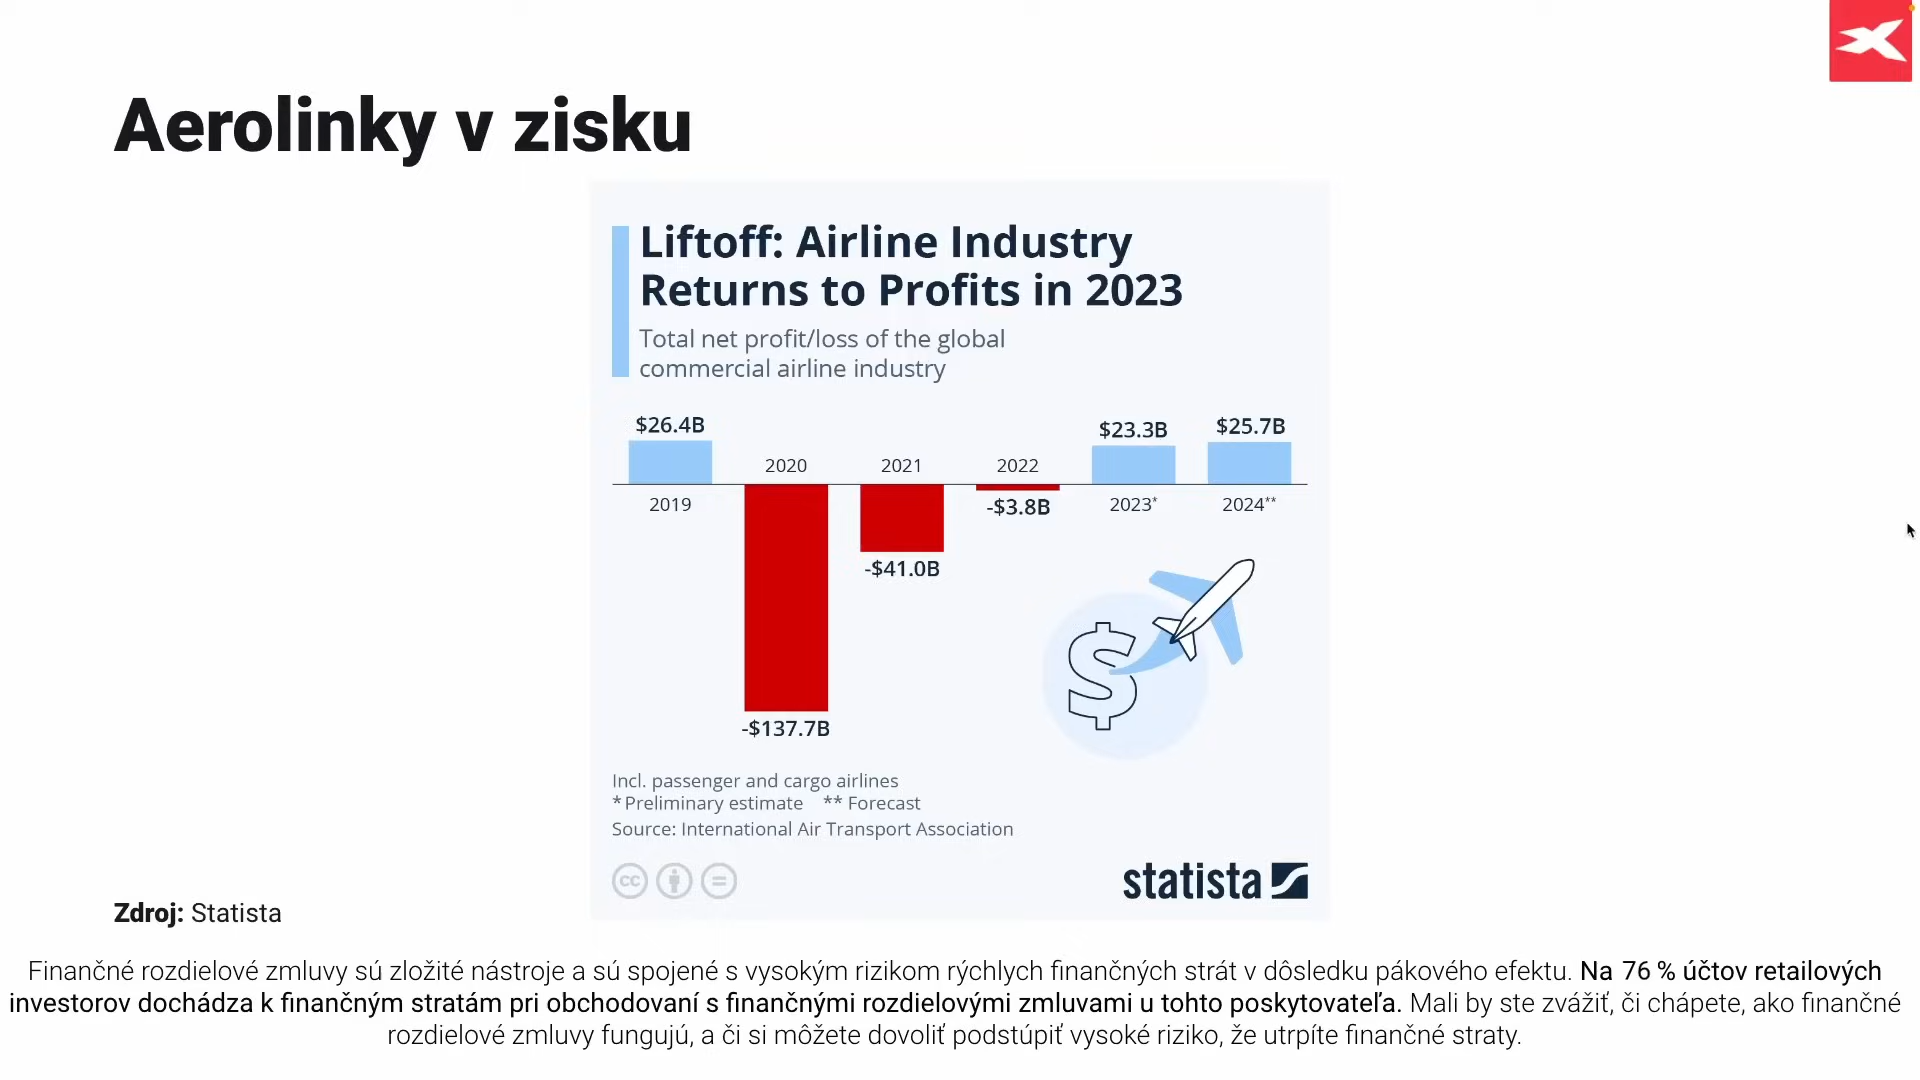 Aerolinky v zisku
Liftoff: Airline Industry
Returns to Profits in 2023
Total net profit/loss of the global
commercial airline industry
$26.4B
$23.3B
$25.7B
2020
2021
2022
2019
-$3.8B
2023*
2024**
-$41.0B
$
-$137.7B
Incl. passenger and cargo airlines
* Preliminary estimate ** Forecast
Source: International Air Transport Association
cc
statista
Zdroj: Statista
Finančné rozdielové zmluvy sú zložité nástroje a sú spojené s vysokým rizikom rýchlych finančných strát v dôsledku pákového efektu. Na 76 % účtov retailových
investorov dochádza k finančným stratám pri obchodovaní s finančnými rozdielovými zmluvami u tohto poskytovateľa. Mali by ste zvážiť, či chápete, ako finančné
rozdielové zmluvy fungujú, a či si môžete dovoliť podstúpiť vysoké riziko, že utrpíte finančné straty.